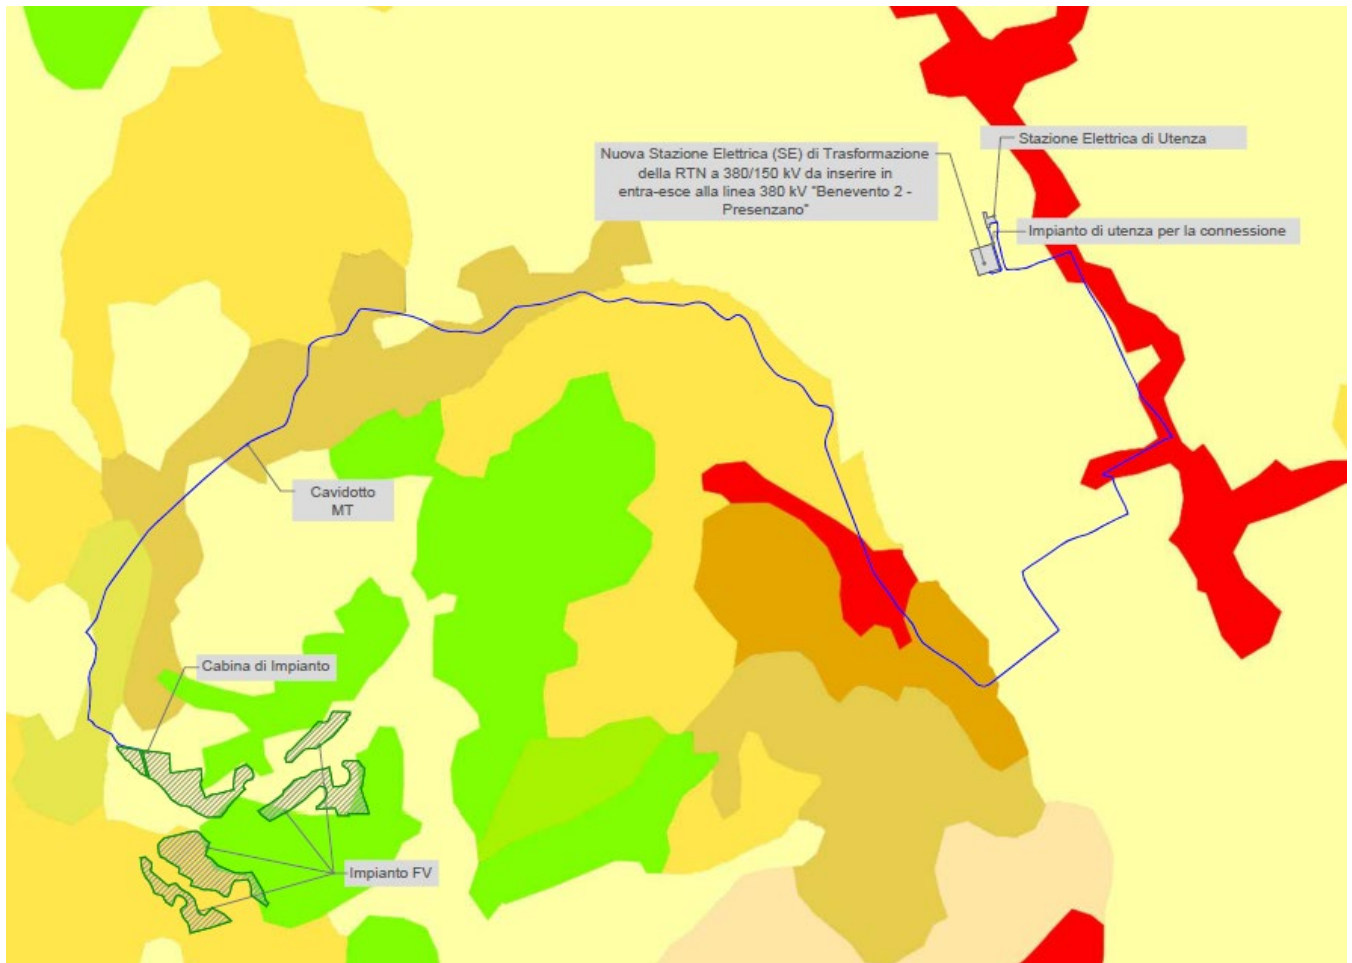 Stazione Elettrica di Utenza
Nuova Stazione Elettrica (SE) di Trasformazione
della RTN a 380/150 kV da inserire in
entra-esce alla linea 380 kV "Benevento 2 -
Presenzano"
Impianto di utenza per la connessione
Cavidotto
MT
Cabina di Impianto
Impianto FV